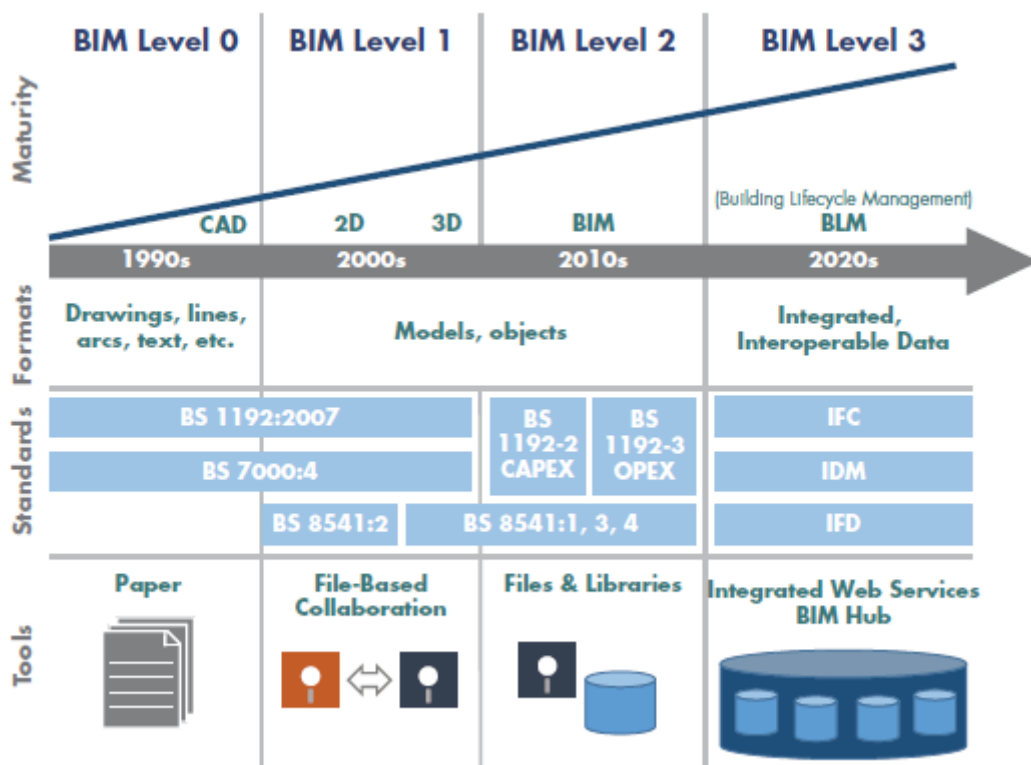 BIM Level 0
BIM Level 1
BIM Level 2
BIM Level 3
Maturity
(Building Lifecycle Management)
CAD
2D
3D
BIM
BLM
1990s
2000s
2010s
2020s
Formats
Drawings, lines,
arcs, text, etc.
Models, objects
Integrated,
Interoperable Data
Standards
BS 1192:2007
BS
1192-2
CAPEX
BS
1192-3
OPEX
IFC
BS 7000:4
IDM
BS 8541:2
BS 8541:1, 3, 4
IFD
Tools
Paper
File-Based
Collaboration
Files & Libraries
Integrated Web Services
BIM Hub